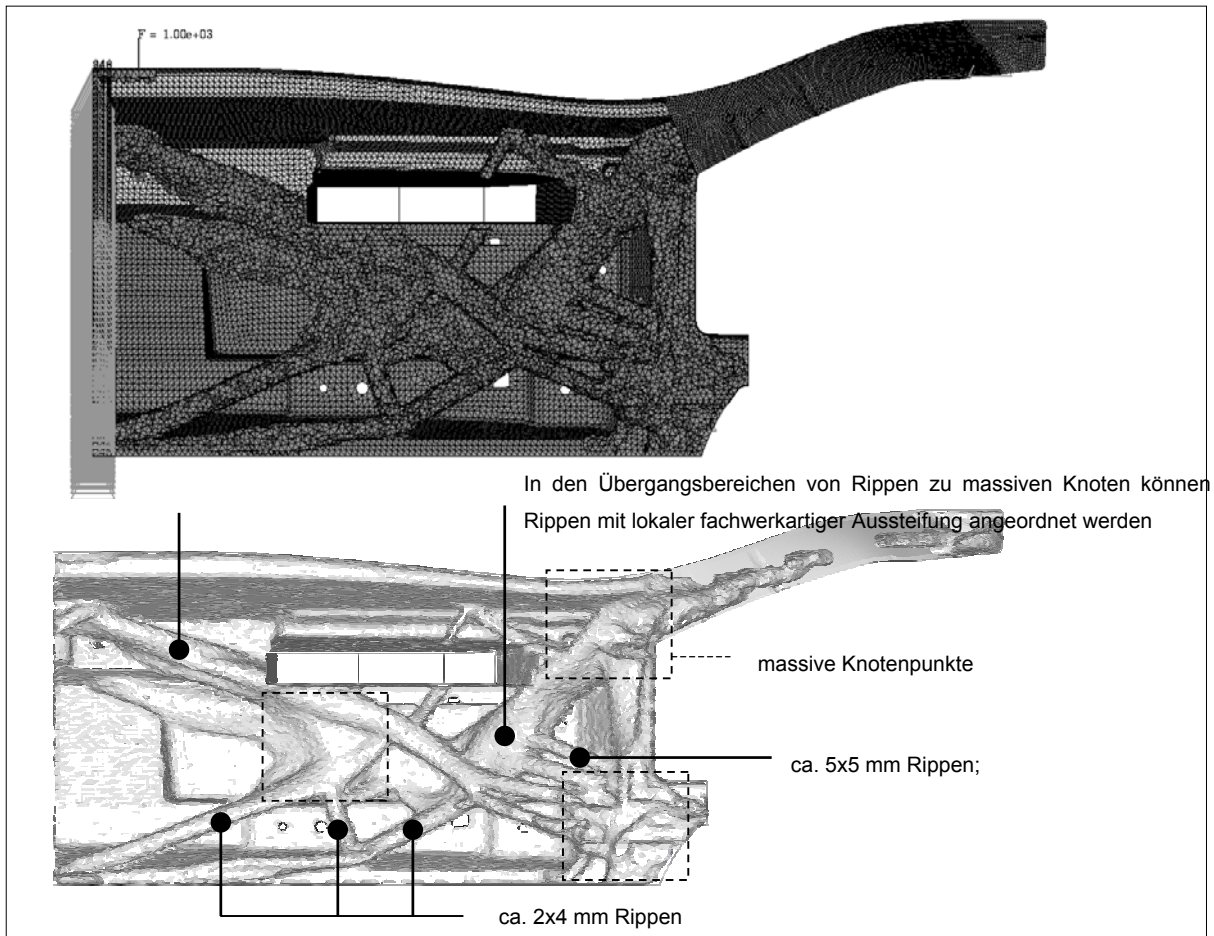 F = 1.00e+03
In den Übergangsbereichen von Rippen zu massiven Knoten können
Rippen mit lokaler fachwerkartiger Aussteifung angeordnet werden
massive Knotenpunkte
ca. 5x5 mm Rippen;
ca. 2x4 mm Rippen